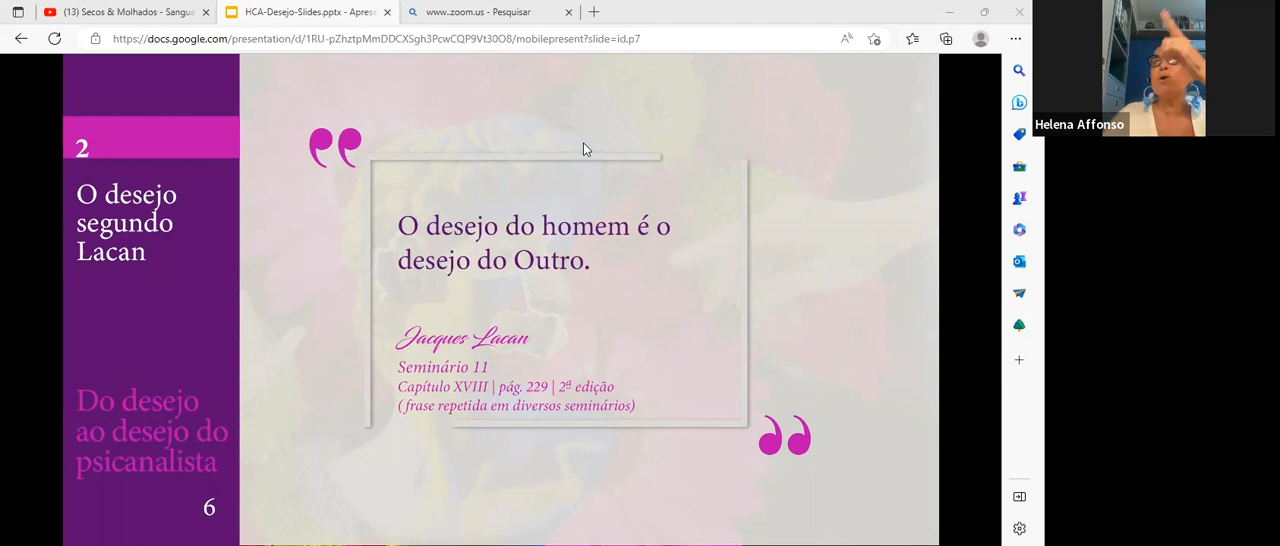 (13) Secos & Molhados - Sangue
HCA-Desejo-Slides.pptx - Aprese
www..zoom.us - Pesquisar
https://docs.google.com/presentation/d/1RU-pZhztpMmDDCXSgh3PcwCQP9Vt30O8/mobilepresent?slide=id.p7
Helena Affonso
2
O desejo
segundo
Lacan
Do desejo
ao desejo do
psicanalista
6
O desejo do homem é o
desejo do Outro.
Jacques Lacan
Seminário 11
Capítulo XVIII | pág. 229 | 2ª edição
(frase repetida em diversos seminários)